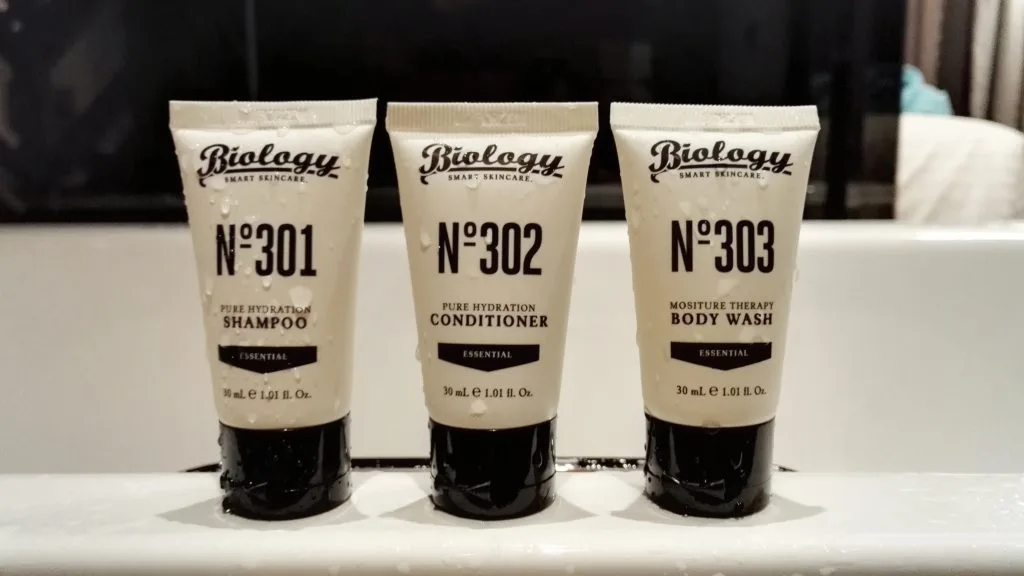 Biology
SMART SKINCARE.
Nº301
PURE HYDRATION
SHAMPOO
ESSENTIAL
30 mL ℮ 1.01 fl. Oz.
Biology
SMART SKINCARE.
Nº302
PURE HYDRATION
CONDITIONER
ESSENTIAL
30 mL ℮ 1.01 fl. Oz.
Biology
SMART SKINCARE.
Nº303
MOSITURE THERAPY
BODY WASH
ESSENTIAL
30 mL ℮ 1.01 fl. Oz.